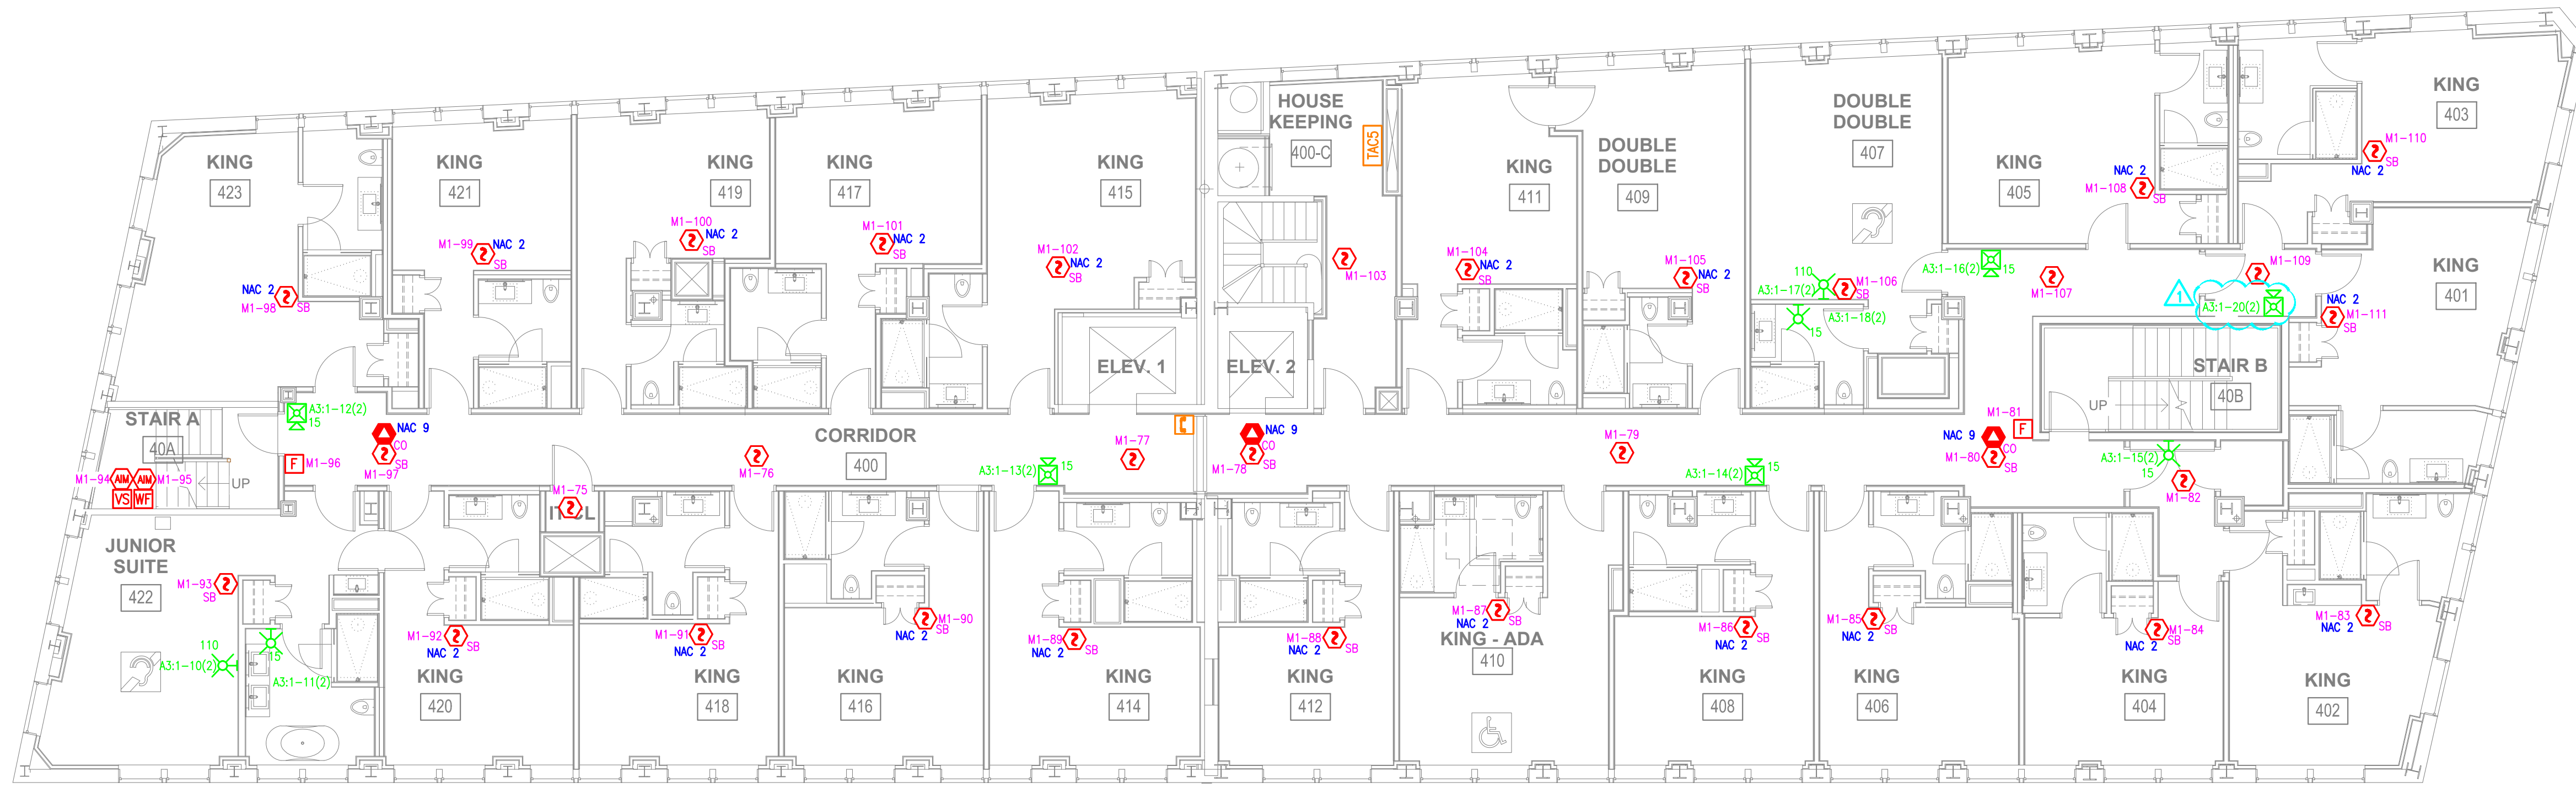 KING
423
KING
421
KING
419
KING
417
KING
415
HOUSE
KEEPING
400-C
TAC5
KING
411
DOUBLE
DOUBLE
409
DOUBLE
DOUBLE
407
KING
405
KING
403
KING
401
NAC 2
M1-98
SB
M1-99
NAC 2
SB
M1-100
NAC 2
SB
M1-101
NAC 2
SB
M1-102
NAC 2
SB
M1-103
M1-104
NAC 2
SB
M1-105
NAC 2
SB
110
A3:1-17(2)
M1-106
SB
A3:1-18(2)
15
A3:1-16(2)
15
M1-107
NAC 2
M1-108
SB
M1-109
M1-110
SB
NAC 2
1
A3:1-20(2)
NAC 2
M1-111
SB
ELEV. 1
ELEV. 2
STAIR B
40B
UP
STAIR A
40A
UP
A3:1-12(2)
15
F
M1-96
NAC 9
CO
SB
M1-97
M1-94
AIM
AIM
M1-95
VS
WF
CORRIDOR
400
M1-76
M1-75
A3:1-13(2)
15
M1-77
NAC 9
CO
SB
M1-78
M1-79
A3:1-14(2)
15
NAC 9
CO
SB
M1-80
M1-81
F
A3:1-15(2)
15
M1-82
JUNIOR
SUITE
422
M1-93
SB
110
A3:1-10(2)
15
A3:1-11(2)
M1-92
SB
NAC 2
KING
420
M1-91
SB
NAC 2
KING
418
M1-90
SB
NAC 2
KING
416
M1-89
SB
NAC 2
KING
414
M1-88
SB
NAC 2
KING
412
M1-87
SB
NAC 2
KING - ADA
410
M1-86
SB
NAC 2
KING
408
M1-85
SB
NAC 2
KING
406
M1-84
SB
NAC 2
KING
404
M1-83
SB
NAC 2
KING
402